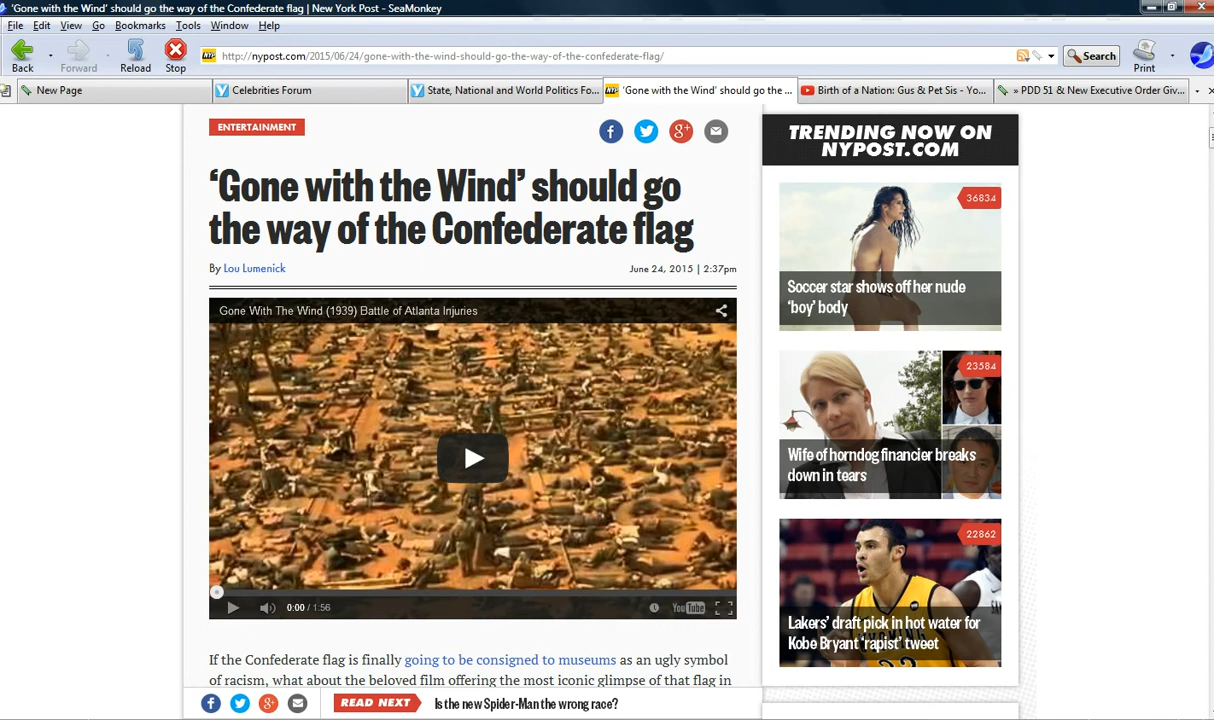 'Gone with the Wind' should go the way of the Confederate flag | New York Post - SeaMonkey
File Edit View Go Bookmarks Tools Window Help
Back Forward Reload Stop
http://nypost.com/2015/06/24/gone-with-the-wind-should-go-the-way-of-the-confederate-flag/
Search
Print
New Page
Celebrities Forum
State, National and World Politics Fo...
'Gone with the Wind' should go the ...
Birth of a Nation: Gus & Pet Sis - Yo...
» PDD 51 & New Executive Order Giv...
ENTERTAINMENT
‘Gone with the Wind’ should go
the way of the Confederate flag
By Lou Lumenick
June 24, 2015 | 2:37pm
Gone With The Wind (1939) Battle of Atlanta Injuries
0:00 / 1:56
YouTube
If the Confederate flag is finally going to be consigned to museums as an ugly symbol
of racism, what about the beloved film offering the most iconic glimpse of that flag in
READ NEXT
Is the new Spider-Man the wrong race?
TRENDING NOW ON
NYPOST.COM
36834
Soccer star shows off her nude
‘boy’ body
23584
Wife of horndog financier breaks
down in tears
22862
Lakers’ draft pick in hot water for
Kobe Bryant ‘rapist’ tweet